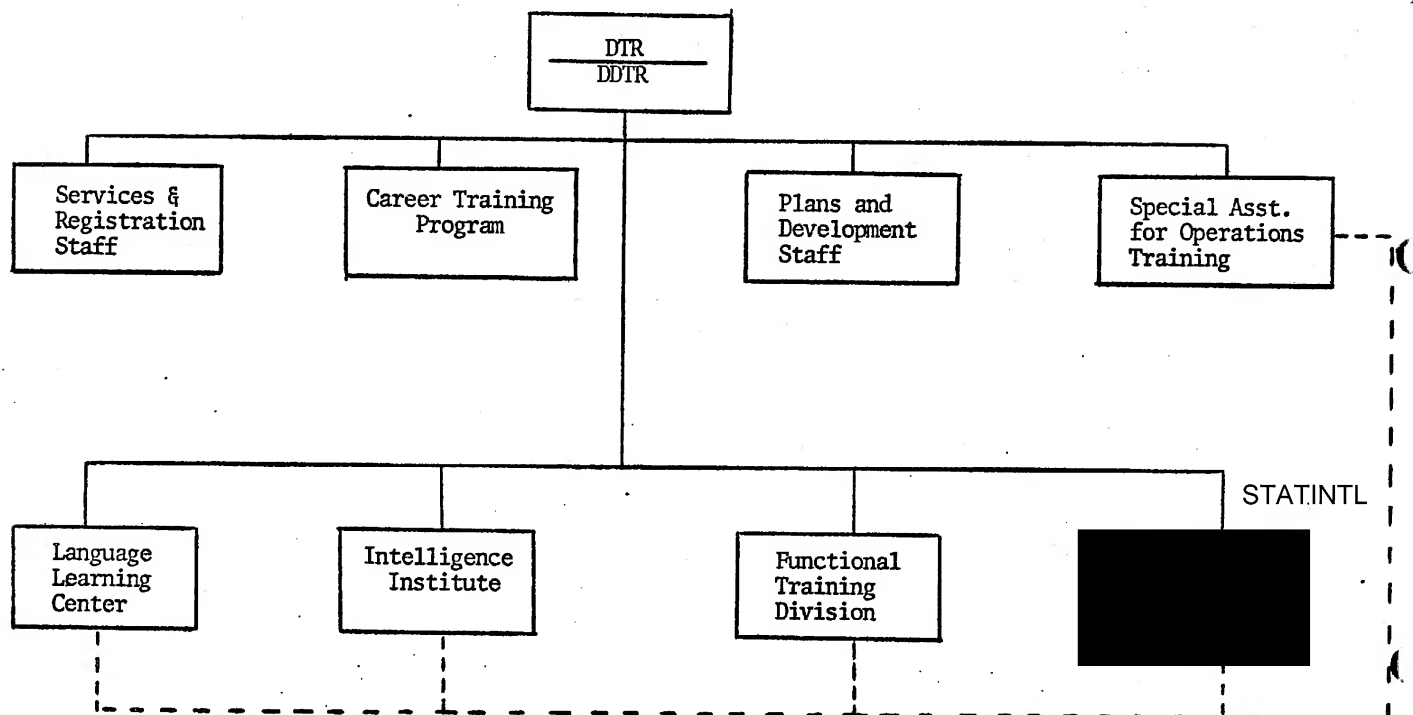 DTR
DDTR
Services &
Registration
Staff
Career Training
Program
Plans and
Development
Staff
Special Asst.
for Operations
Training
STATINTL
Language
Learning
Center
Intelligence
Institute
Functional
Training
Division